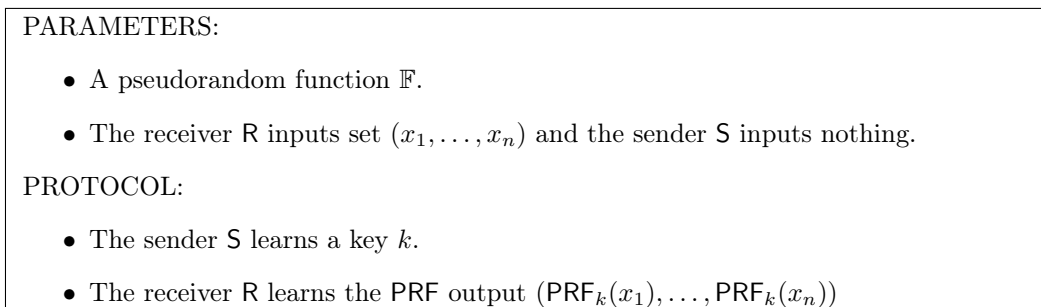 PARAMETERS:
• A pseudorandom function 𝔽.
• The receiver R inputs set (x₁, . . . , xₙ) and the sender S inputs nothing.
PROTOCOL:
• The sender S learns a key k.
• The receiver R learns the PRF output (PRFₖ(x₁), . . . , PRFₖ(xₙ))